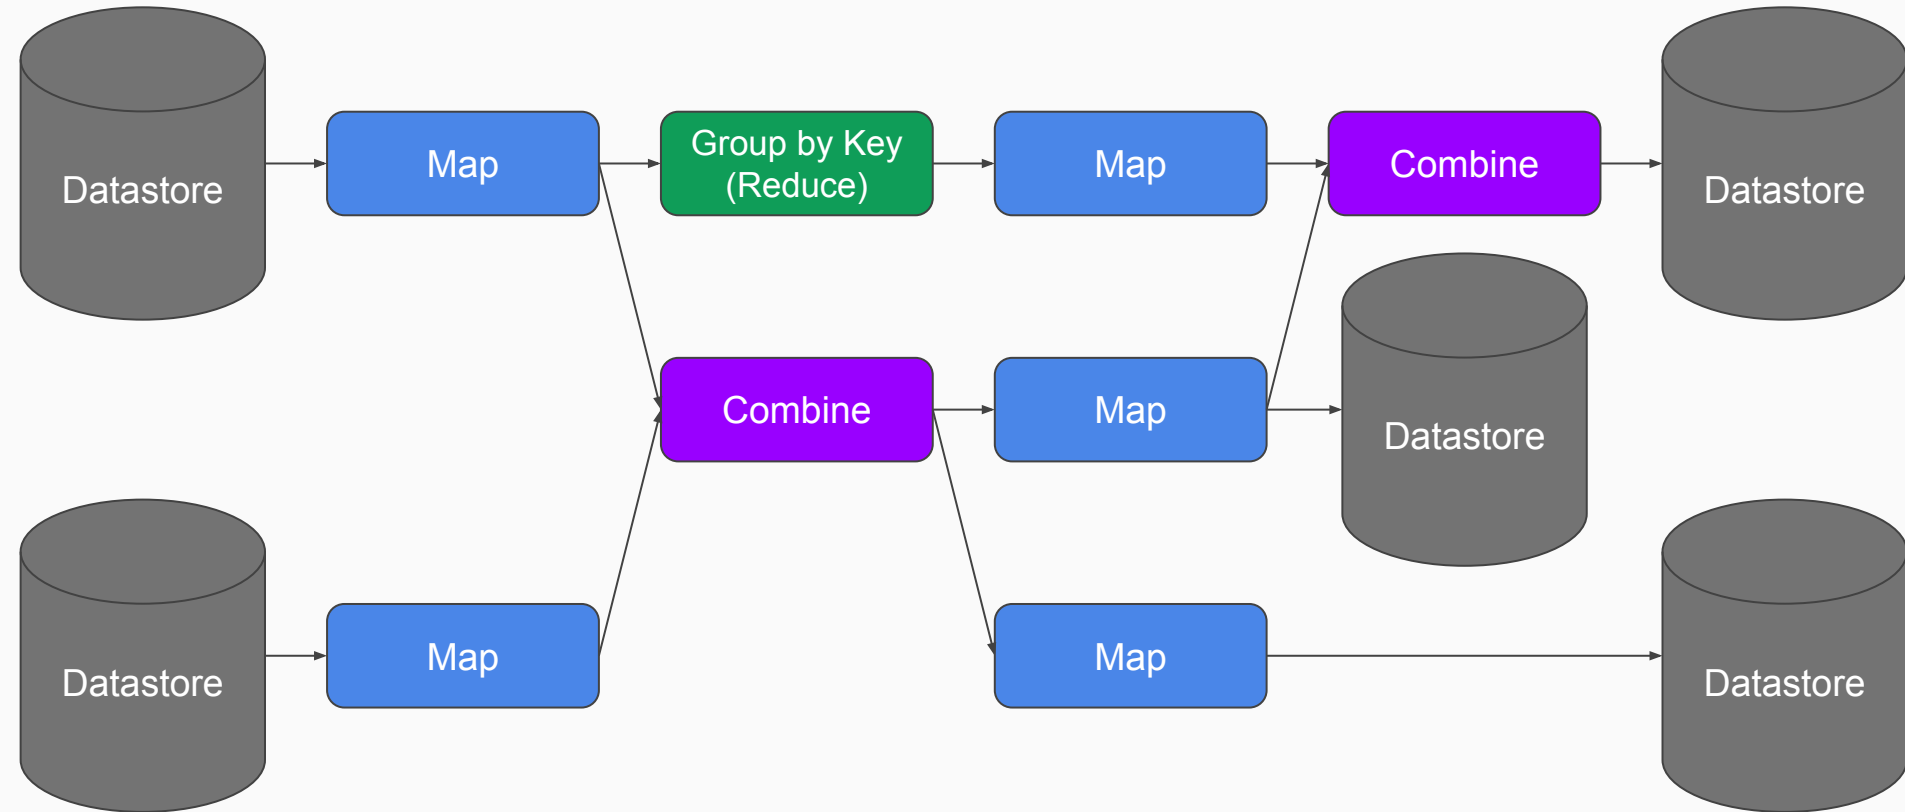 Datastore
Map
Group by Key
(Reduce)
Map
Combine
Datastore
Combine
Map
Datastore
Datastore
Map
Map
Datastore